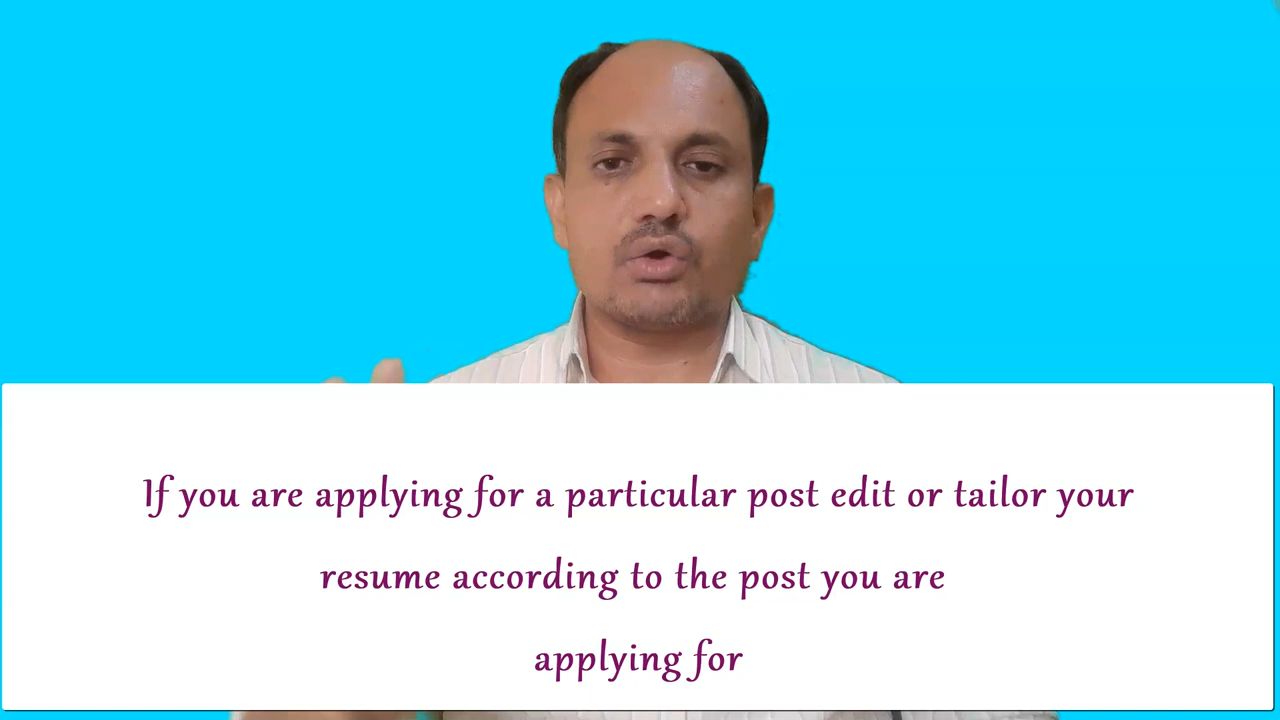 If you are applying for a particular post edit or tailor your
resume according to the post you are
applying for